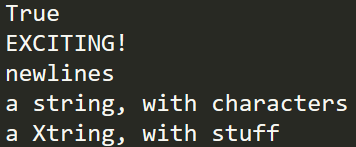 True
EXCITING!
newlines
a string, with characters
a Xtring, with stuff